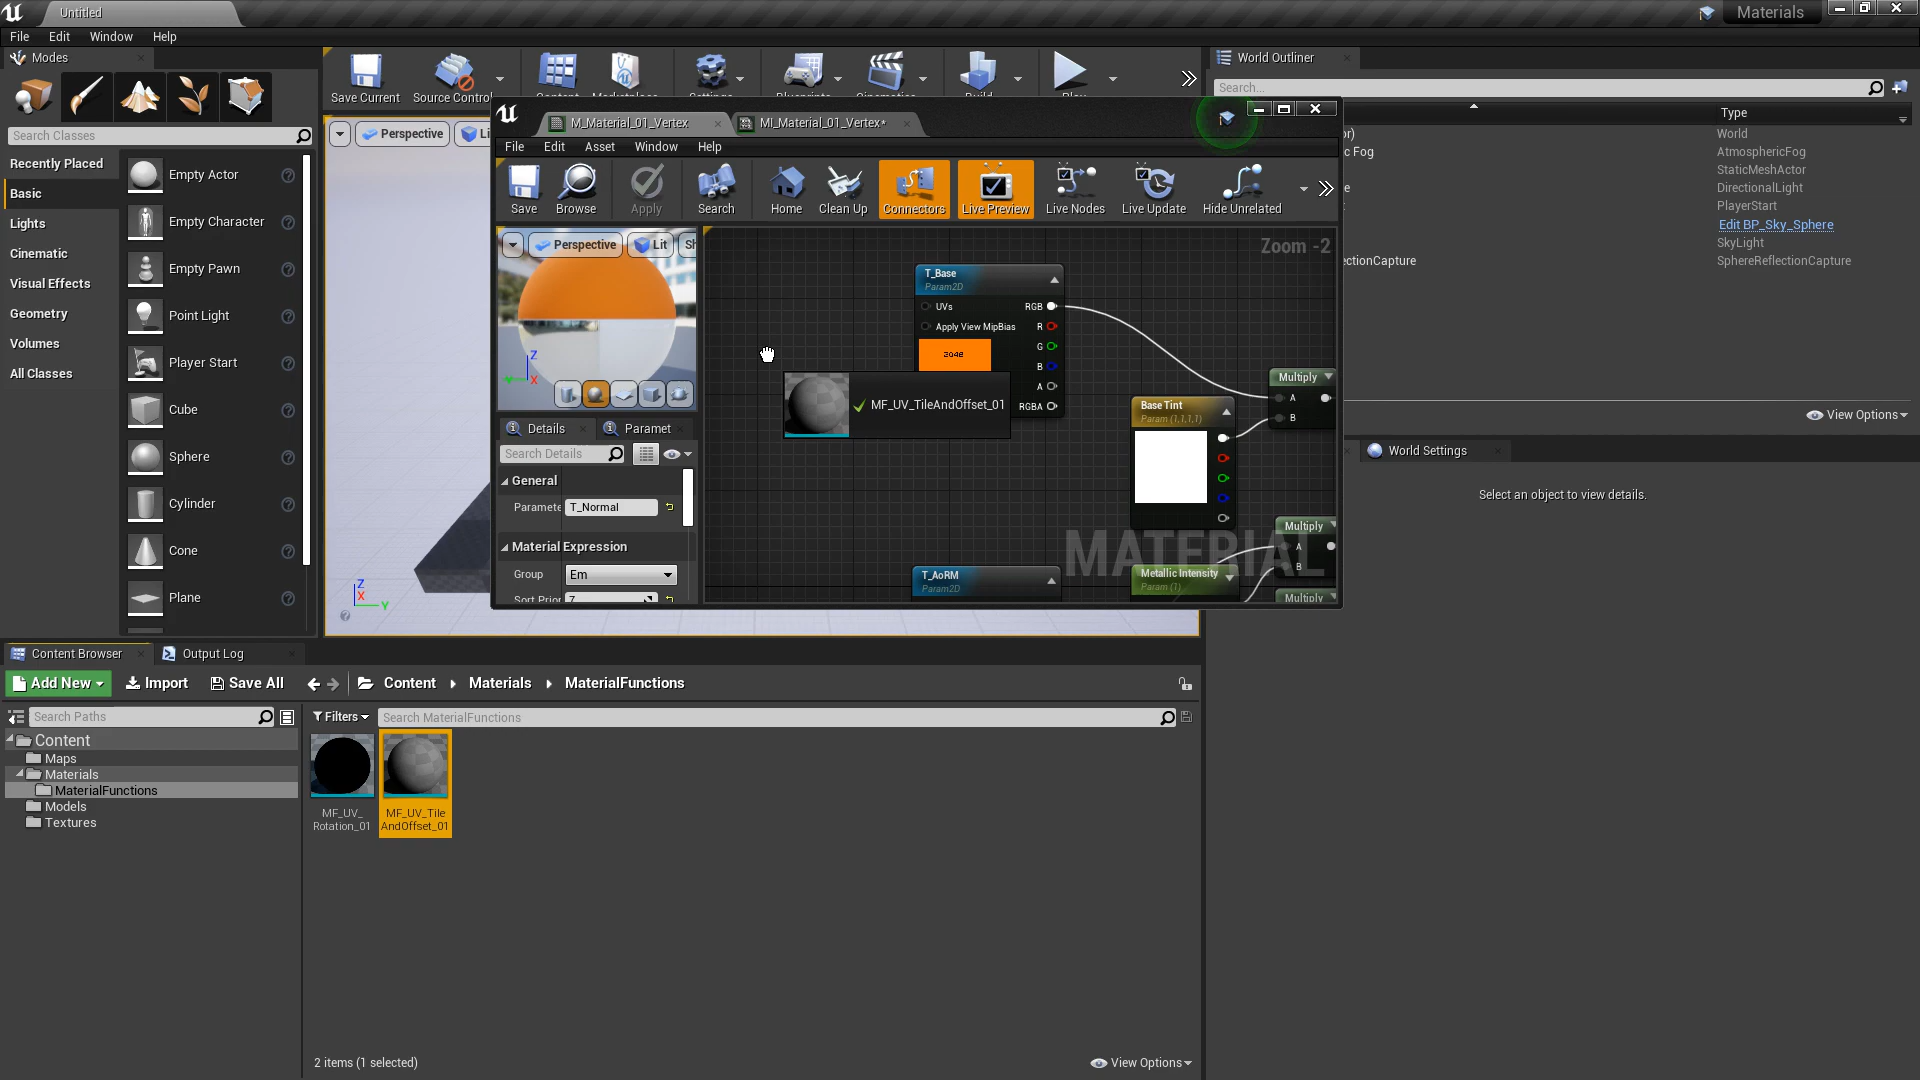 Untitled
Materials
File Edit Window Help
Modes
Search Classes
Recently Placed
Basic
Lights
Cinematic
Visual Effects
Geometry
Volumes
All Classes
Empty Actor
Empty Character
Empty Pawn
Point Light
Player Start
Cube
Sphere
Cylinder
Cone
Plane
Save Current
Source Control
Perspective
M_Material_01_Vertex
MI_Material_01_Vertex*
File Edit Asset Window Help
Save
Browse
Apply
Search
Home
Clean Up
Connectors
Live Preview
Live Nodes
Live Update
Hide Unrelated
Perspective
Lit
Sh
Z
X
Details
Paramet
Search Details
General
Paramete
T_Normal
Material Expression
Group
Em
Sort Prior
7
Zoom -2
T_Base
Param2D
UVs
RGB
Apply View MipBias
R
G
B
A
RGBA
2048
MF_UV_TileAndOffset_01
Base Tint
Param (1,1,1,1)
Multiply
A
B
Multiply
A
B
Metallic Intensity
Param (1)
Multiply
T_AoRM
Param2D
MATERIAL
Z
X
Y
World Outliner
Search...
Type
World
c Fog
AtmosphericFog
StaticMeshActor
DirectionalLight
PlayerStart
Edit BP_Sky_Sphere
SkyLight
ectionCapture
SphereReflectionCapture
View Options
World Settings
Select an object to view details.
Content Browser
Output Log
Add New
Import
Save All
Content
Materials
MaterialFunctions
Search Paths
Filters
Search MaterialFunctions
Content
Maps
Materials
MaterialFunctions
Models
Textures
MF_UV_
Rotation_01
MF_UV_Tile
AndOffset_01
2 items (1 selected)
View Options